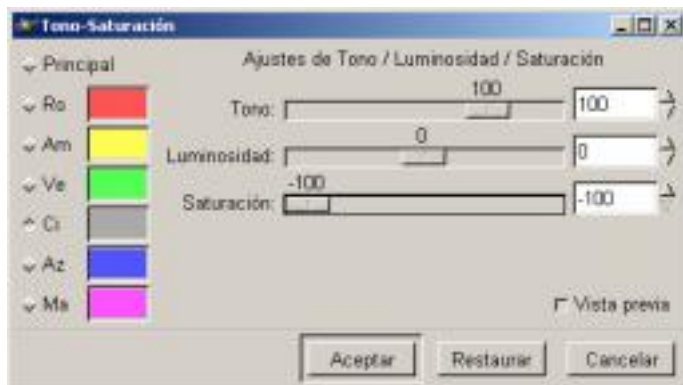 Tono-Saturación
Ajustes de Tono / Luminosidad / Saturación
Principal
Ro
Am
Ve
Ci
Az
Ma
100
Tono:
100
0
Luminosidad:
0
-100
Saturación:
-100
Vista previa
Aceptar
Restaurar
Cancelar